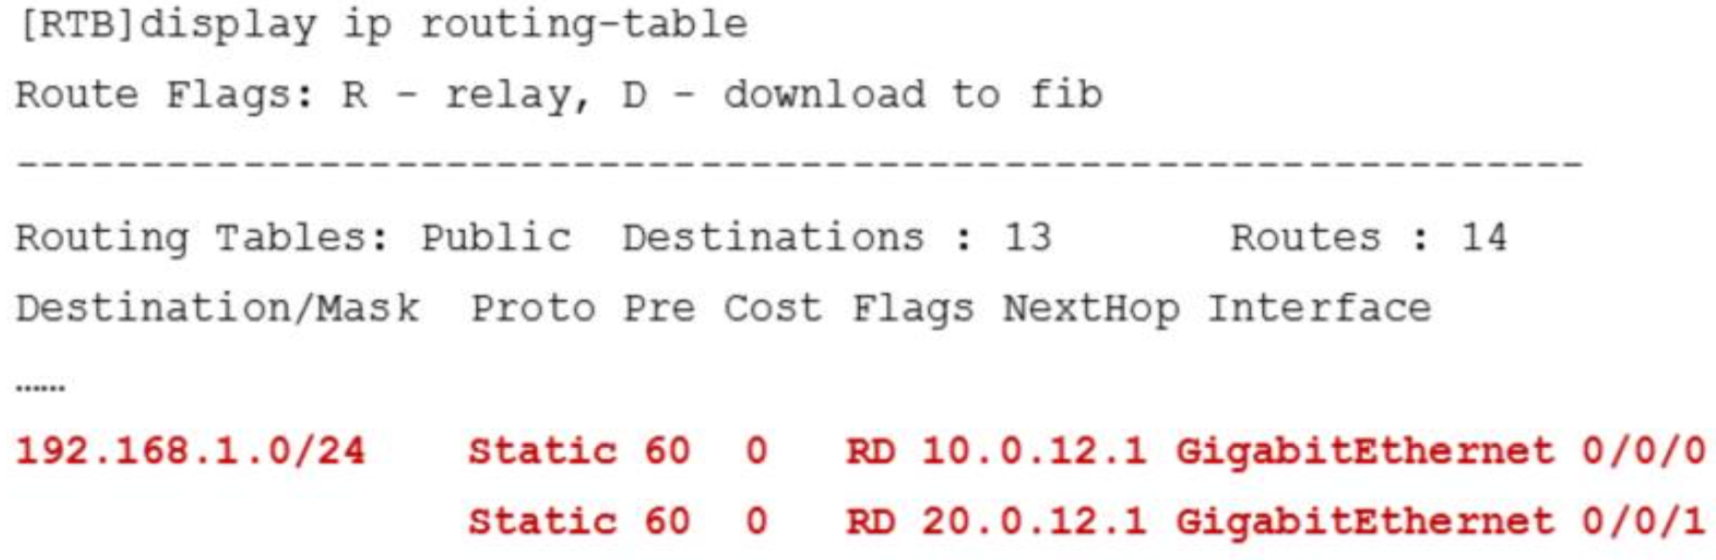 [RTB]display ip routing-table
Route Flags: R - relay, D - download to fib
----------------------------------------------------------------
Routing Tables: Public  Destinations : 13       Routes : 14
Destination/Mask  Proto Pre Cost Flags NextHop Interface
……
192.168.1.0/24    Static 60  0   RD 10.0.12.1 GigabitEthernet 0/0/0
Static 60  0   RD 20.0.12.1 GigabitEthernet 0/0/1